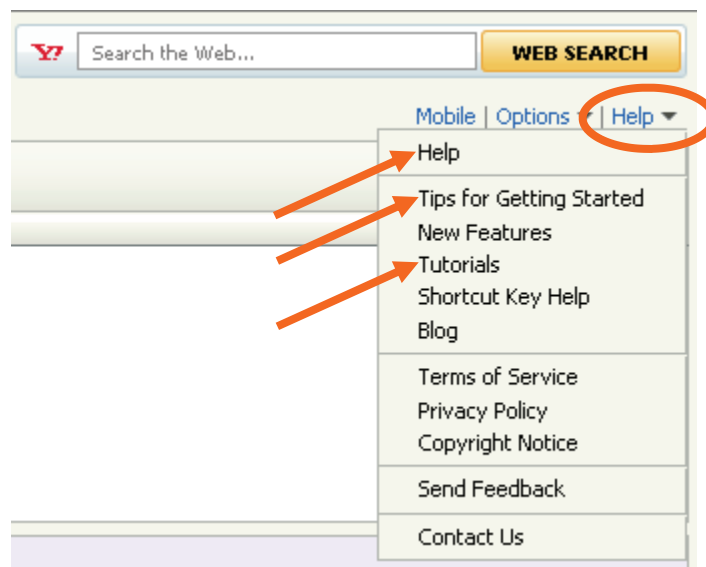 Y? Search the Web... WEB SEARCH
Mobile | Options | Help
Help
Tips for Getting Started
New Features
Tutorials
Shortcut Key Help
Blog
Terms of Service
Privacy Policy
Copyright Notice
Send Feedback
Contact Us